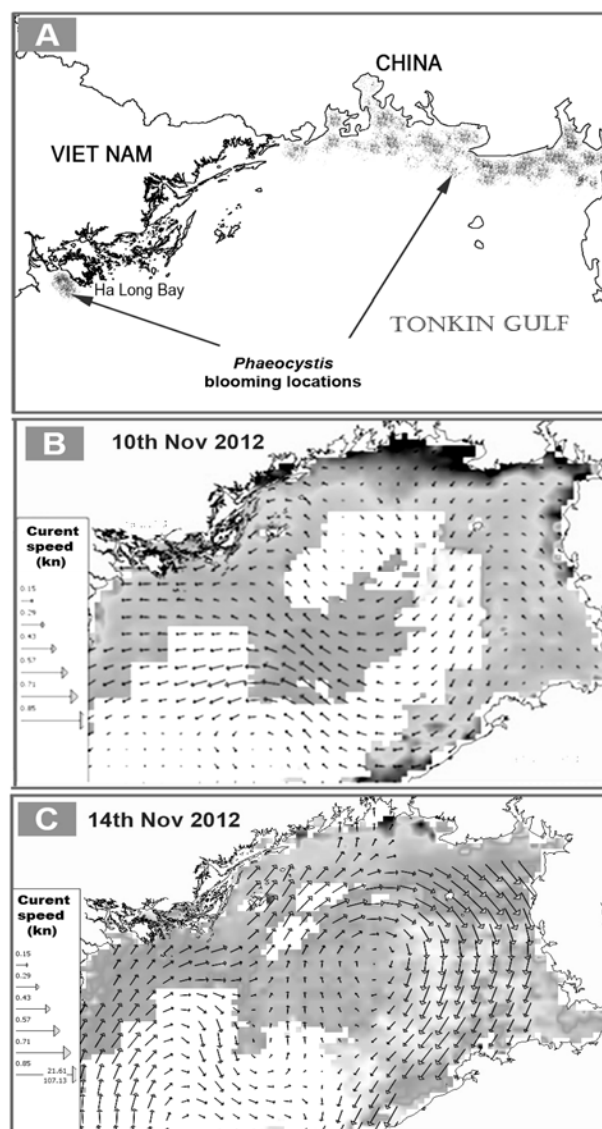 A
CHINA
VIET NAM
Ha Long Bay
TONKIN GULF
Phaeocystis
blooming locations
B
10th Nov 2012
Curent
speed
(kn)
0.15
0.29
0.43
0.57
0.71
0.85
C
14th Nov 2012
Curent
speed
(kn)
0.15
0.29
0.43
0.57
0.71
0.85
21.61
107.13